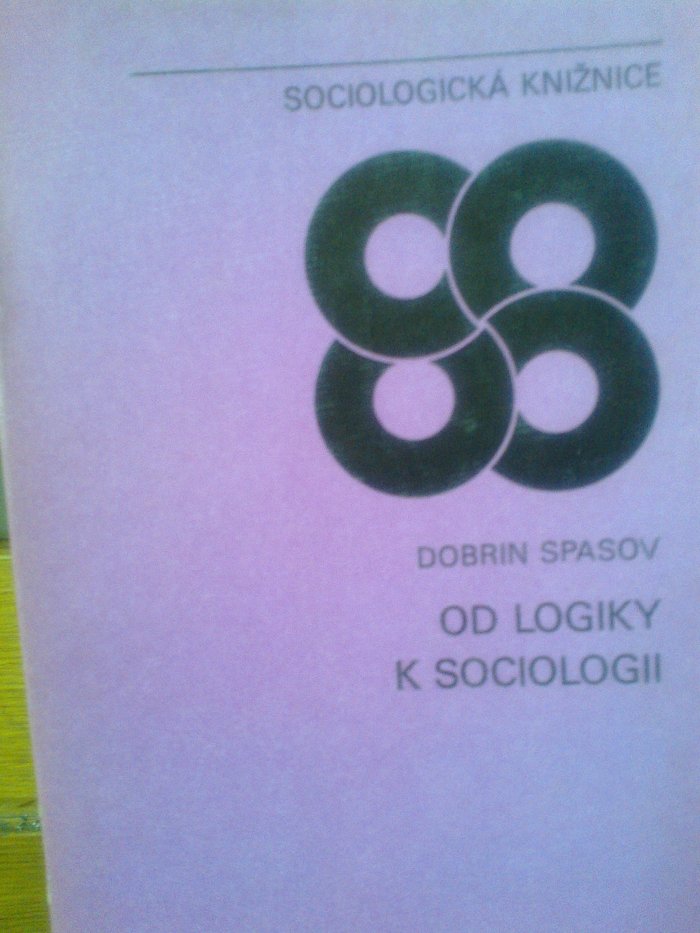 SOCIOLOGICKÁ KNIŽNICE
DOBRIN SPASOV
OD LOGIKY
K SOCIOLOGII